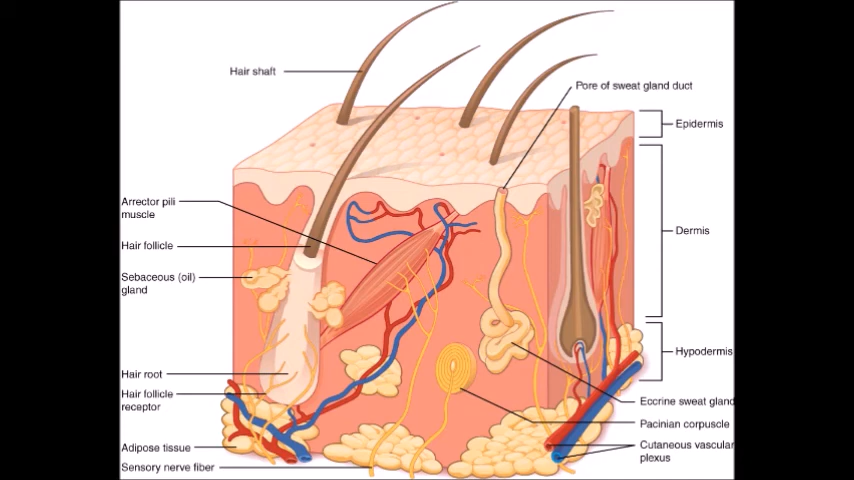 Hair shaft
Pore of sweat gland duct
Epidermis
Arrector pili
muscle
Dermis
Hair follicle
Sebaceous (oil)
gland
Hypodermis
Hair root
Hair follicle
receptor
Eccrine sweat gland
Pacinian corpuscle
Adipose tissue
Cutaneous vascular
plexus
Sensory nerve fiber